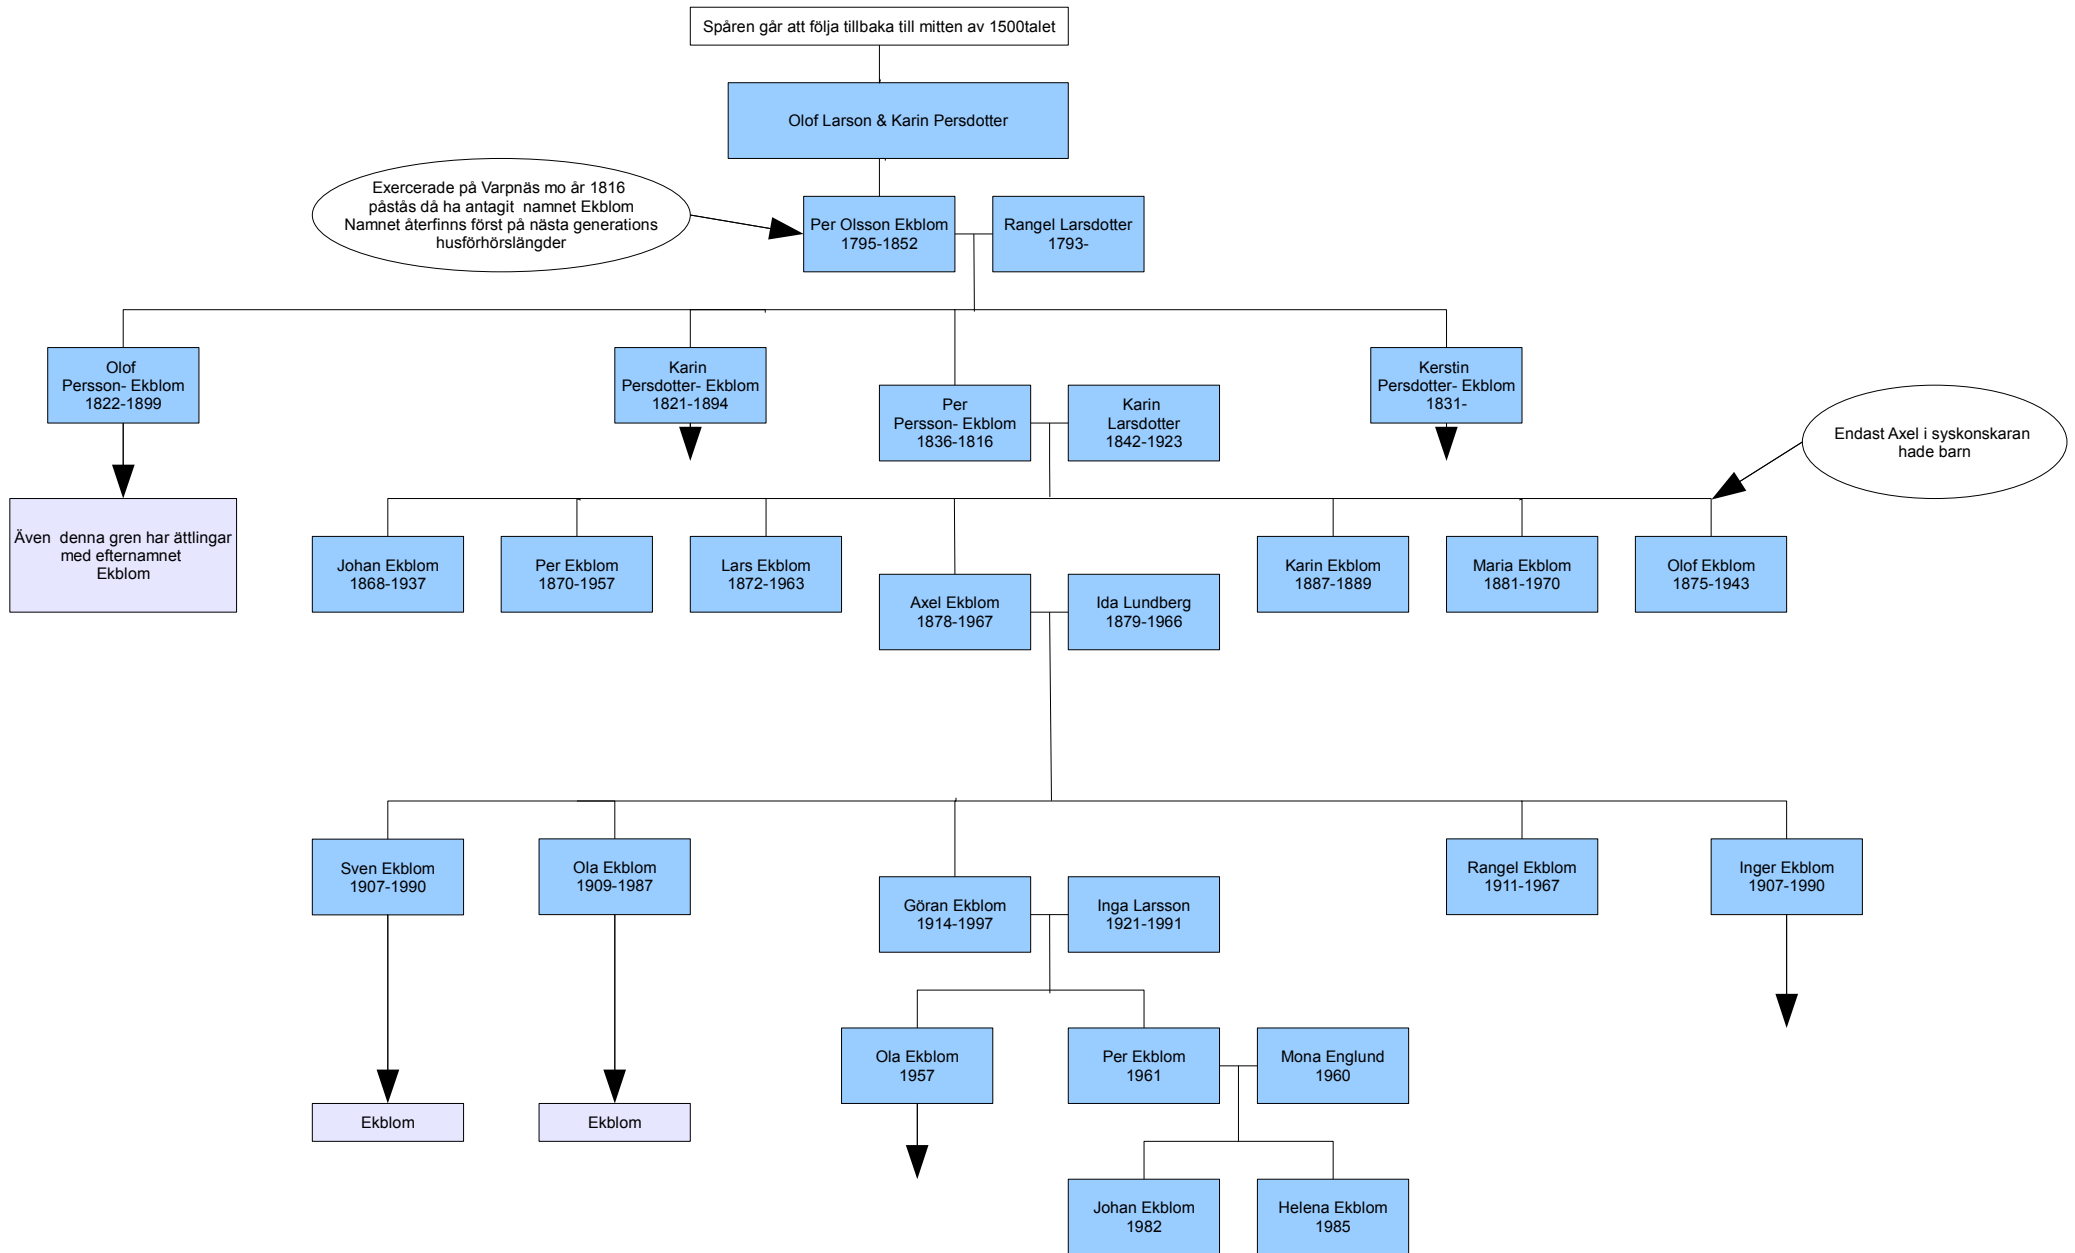 Spåren går att följa tillbaka till mitten av 1500talet
Olof Larson & Karin Persdotter
Exercerade på Varpnäs mo år 1816
påstås då ha antagit namnet Ekblom
Namnet återfinns först på nästa generations
husförhörslängder
Per Olsson Ekblom
1795-1852
Rangel Larsdotter
1793-
Olof
Persson- Ekblom
1822-1899
Karin
Persdotter- Ekblom
1821-1894
Per
Persson- Ekblom
1836-1816
Karin
Larsdotter
1842-1923
Kerstin
Persdotter- Ekblom
1831-
Endast Axel i syskonskaran
hade barn
Även denna gren har ättlingar
med efternamnet
Ekblom
Johan Ekblom
1868-1937
Per Ekblom
1870-1957
Lars Ekblom
1872-1963
Axel Ekblom
1878-1967
Ida Lundberg
1879-1966
Karin Ekblom
1887-1889
Maria Ekblom
1881-1970
Olof Ekblom
1875-1943
Sven Ekblom
1907-1990
Ola Ekblom
1909-1987
Göran Ekblom
1914-1997
Inga Larsson
1921-1991
Rangel Ekblom
1911-1967
Inger Ekblom
1907-1990
Ola Ekblom
1957
Per Ekblom
1961
Mona Englund
1960
Ekblom
Ekblom
Johan Ekblom
1982
Helena Ekblom
1985